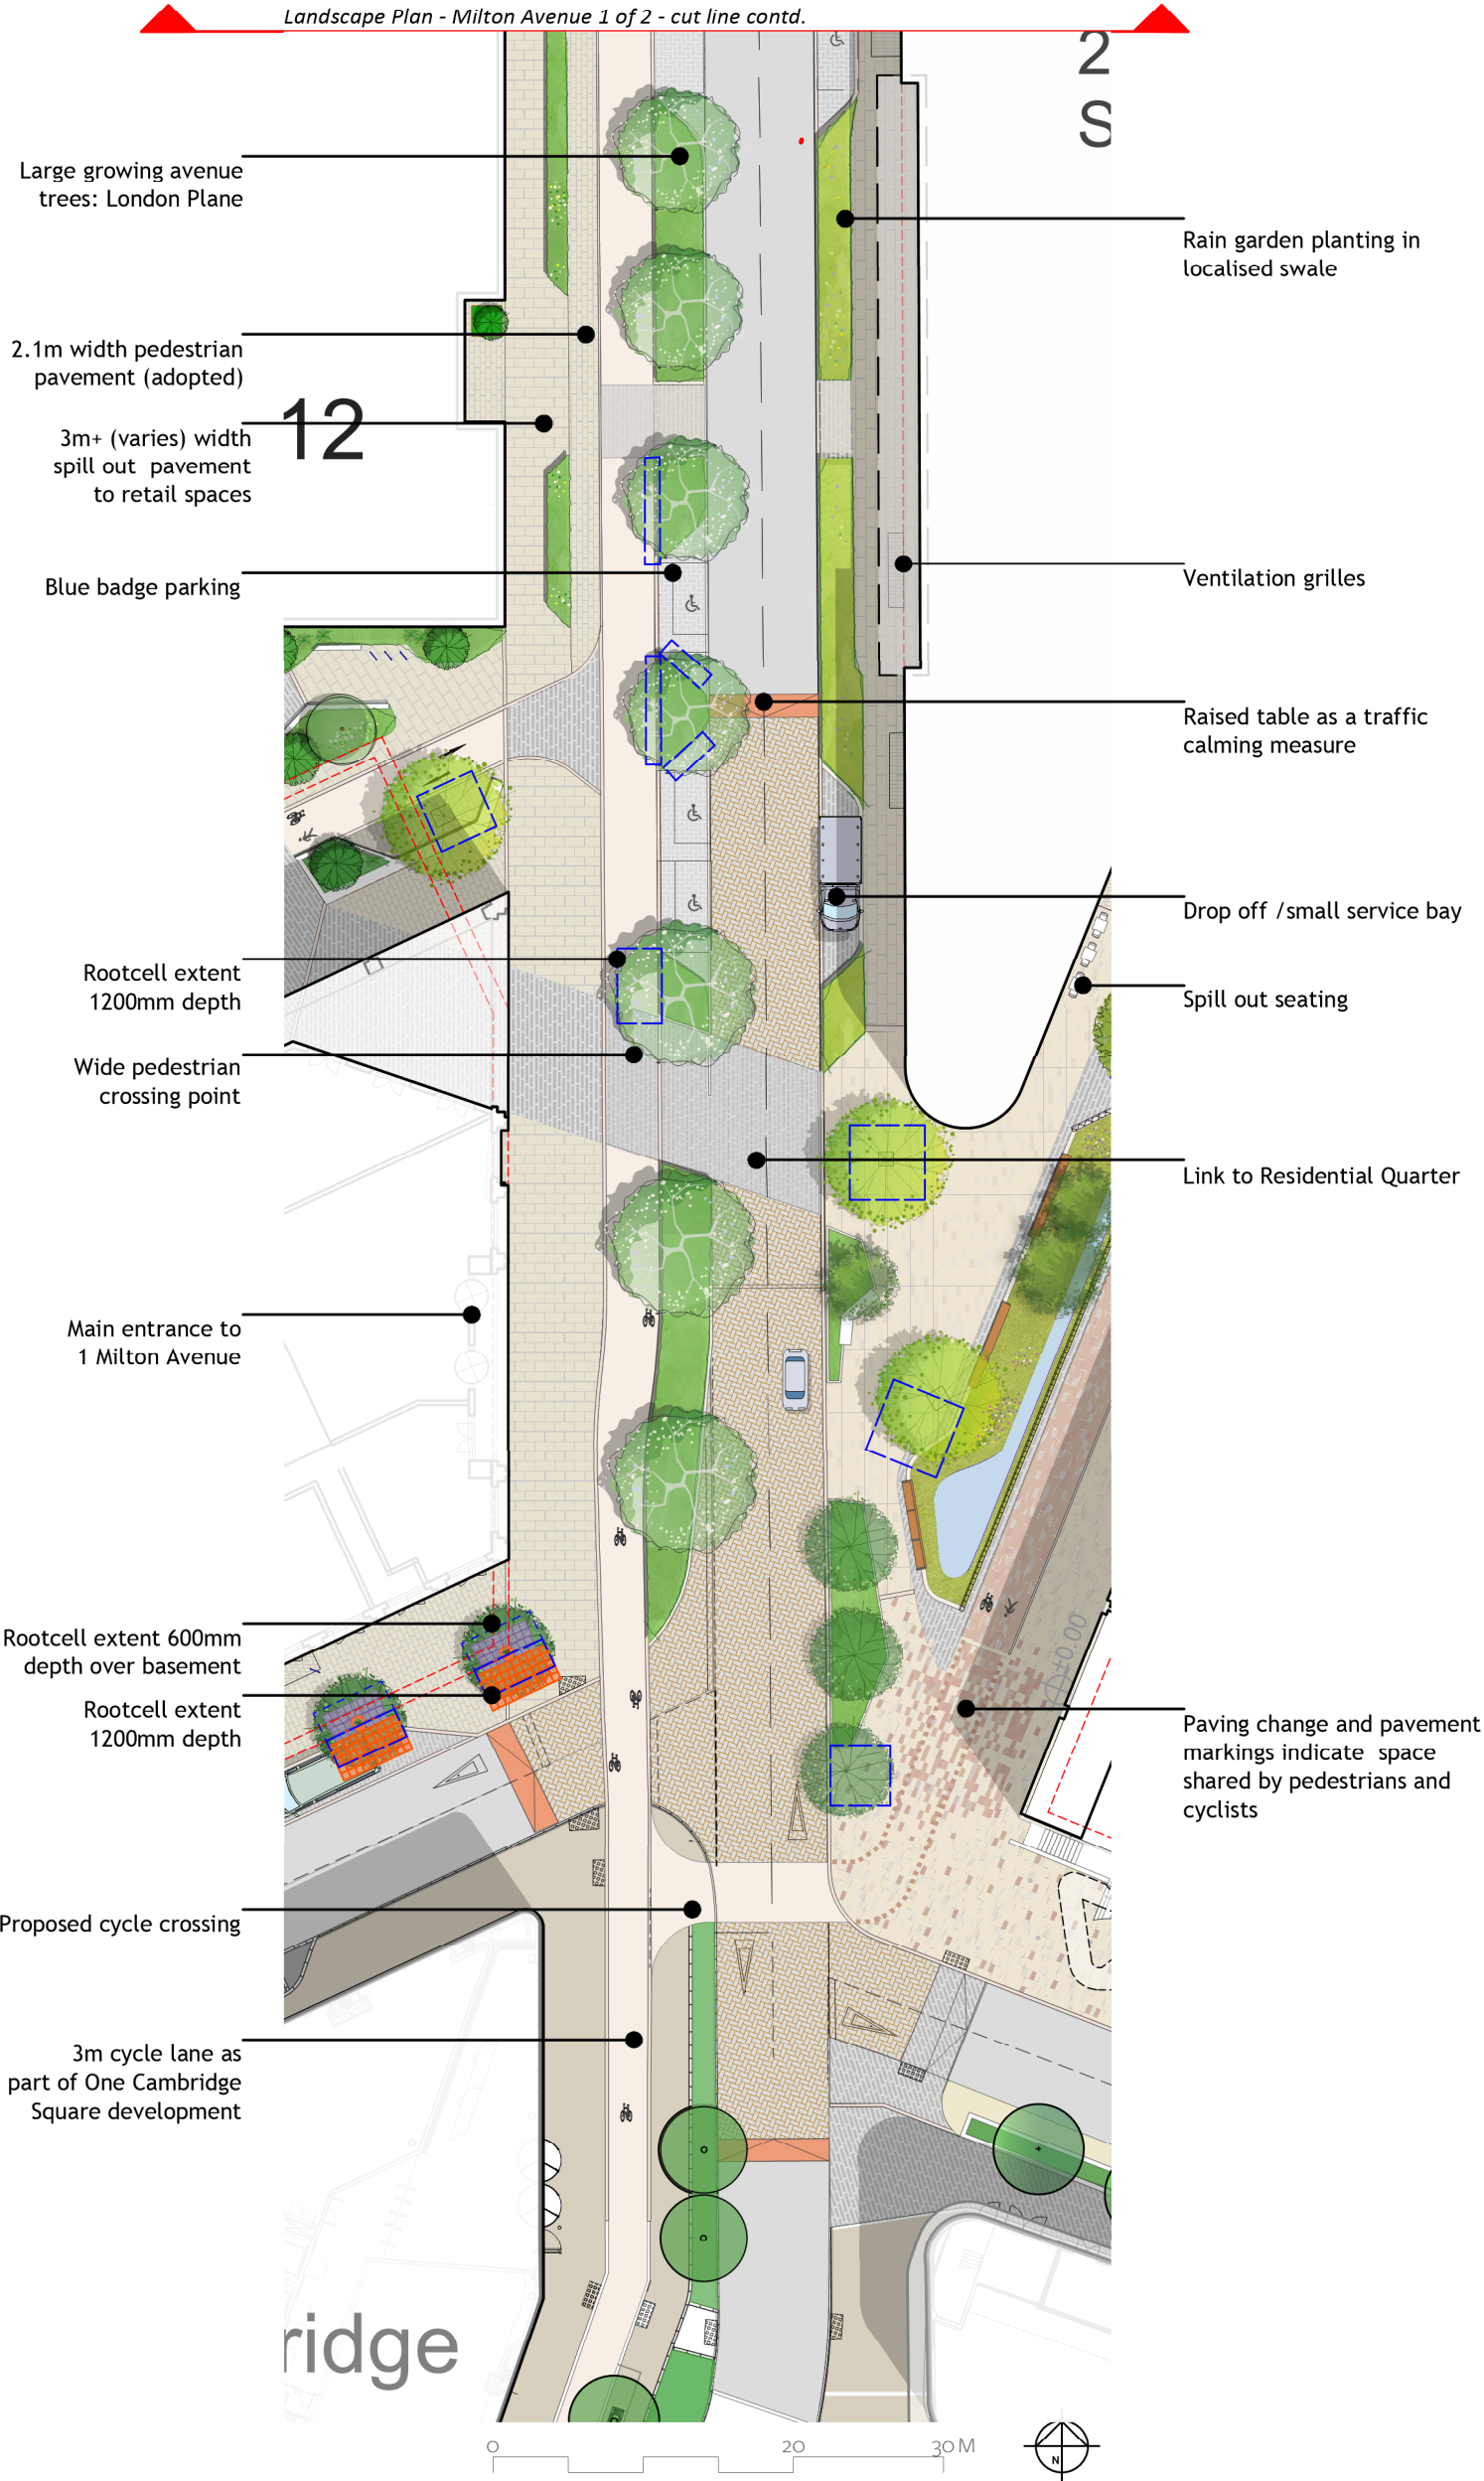 Landscape Plan - Milton Avenue 1 of 2 - cut line contd.
2
S
Large growing avenue
trees: London Plane
Rain garden planting in
localised swale
2.1m width pedestrian
pavement (adopted)
12
3m+ (varies) width
spill out pavement
to retail spaces
Blue badge parking
Ventilation grilles
Raised table as a traffic
calming measure
Drop off /small service bay
Rootcell extent
1200mm depth
Spill out seating
Wide pedestrian
crossing point
Link to Residential Quarter
Main entrance to
1 Milton Avenue
Rootcell extent 600mm
depth over basement
Rootcell extent
1200mm depth
+0.00
Paving change and pavement
markings indicate space
shared by pedestrians and
cyclists
Proposed cycle crossing
3m cycle lane as
part of One Cambridge
Square development
ridge
0
20
30M
N